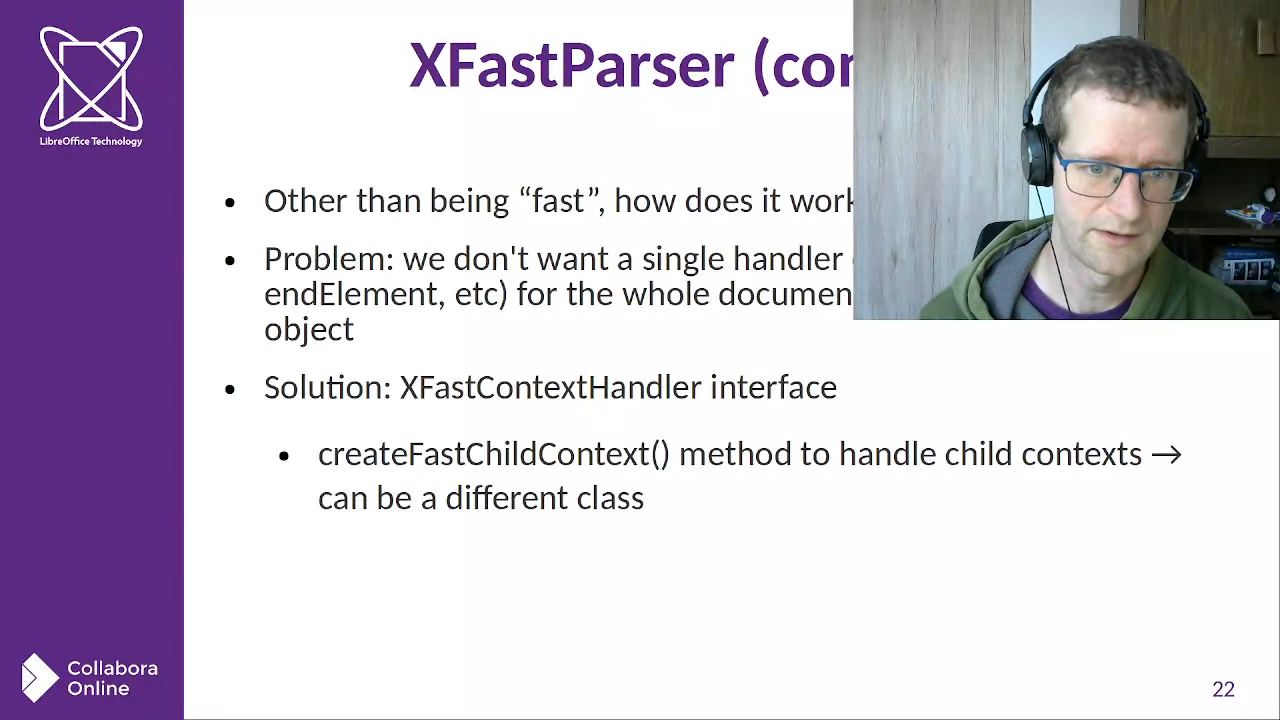 LibreOffice Technology
XFastParser (con
• Other than being “fast”, how does it work
• Problem: we don't want a single handler
endElement, etc) for the whole documen
object
• Solution: XFastContextHandler interface
• createFastChildContext() method to handle child contexts →
can be a different class
Collabora
Online
22